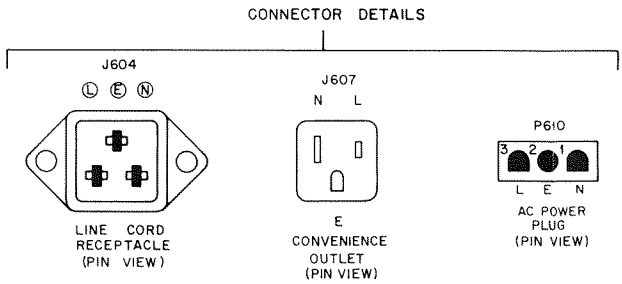 CONNECTOR DETAILS
J604
L E N
LINE CORD
RECEPTACLE
(PIN VIEW)
J607
N L
E
CONVENIENCE
OUTLET
(PIN VIEW)
P610
3 2 1
L E N
AC POWER
PLUG
(PIN VIEW)